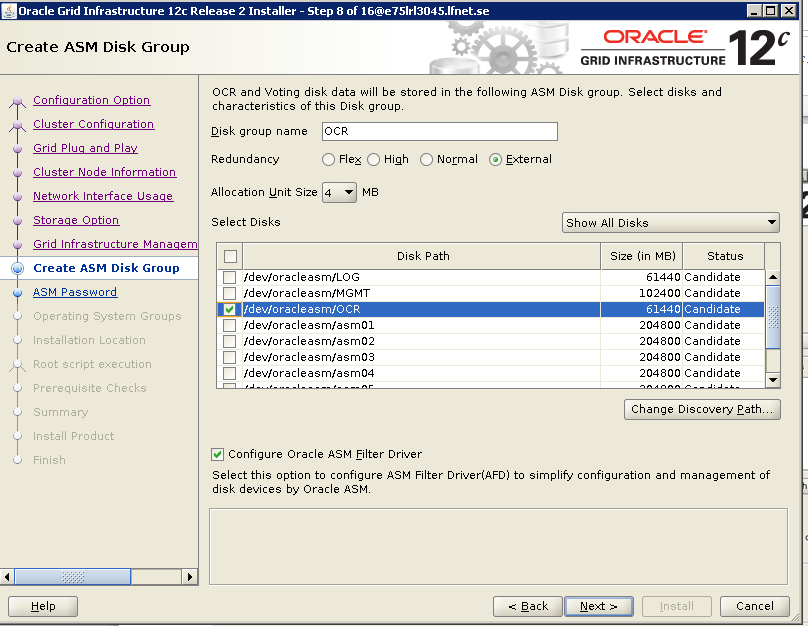 Oracle Grid Infrastructure 12c Release 2 Installer - Step 8 of 16@e75lrl3045.lfnet.se
Create ASM Disk Group
ORACLE
GRID INFRASTRUCTURE
12c
Configuration Option
Cluster Configuration
Grid Plug and Play
Cluster Node Information
Network Interface Usage
Storage Option
Grid Infrastructure Managem
Create ASM Disk Group
ASM Password
Operating System Groups
Installation Location
Root script execution
Prerequisite Checks
Summary
Install Product
Finish
OCR and Voting disk data will be stored in the following ASM Disk group. Select disks and
characteristics of this Disk group.
Disk group name OCR
Redundancy Flex High Normal External
Allocation Unit Size 4 MB
Select Disks Show All Disks
Disk Path Size (in MB) Status
/dev/oracleasm/LOG 61440 Candidate
/dev/oracleasm/MGMT 102400 Candidate
/dev/oracleasm/OCR 61440 Candidate
/dev/oracleasm/asm01 204800 Candidate
/dev/oracleasm/asm02 204800 Candidate
/dev/oracleasm/asm03 204800 Candidate
/dev/oracleasm/asm04 204800 Candidate
/dev/oracleasm/asm05 204800 Candidate
Change Discovery Path...
Configure Oracle ASM Filter Driver
Select this option to configure ASM Filter Driver(AFD) to simplify configuration and management of
disk devices by Oracle ASM.
Help < Back Next > Install Cancel